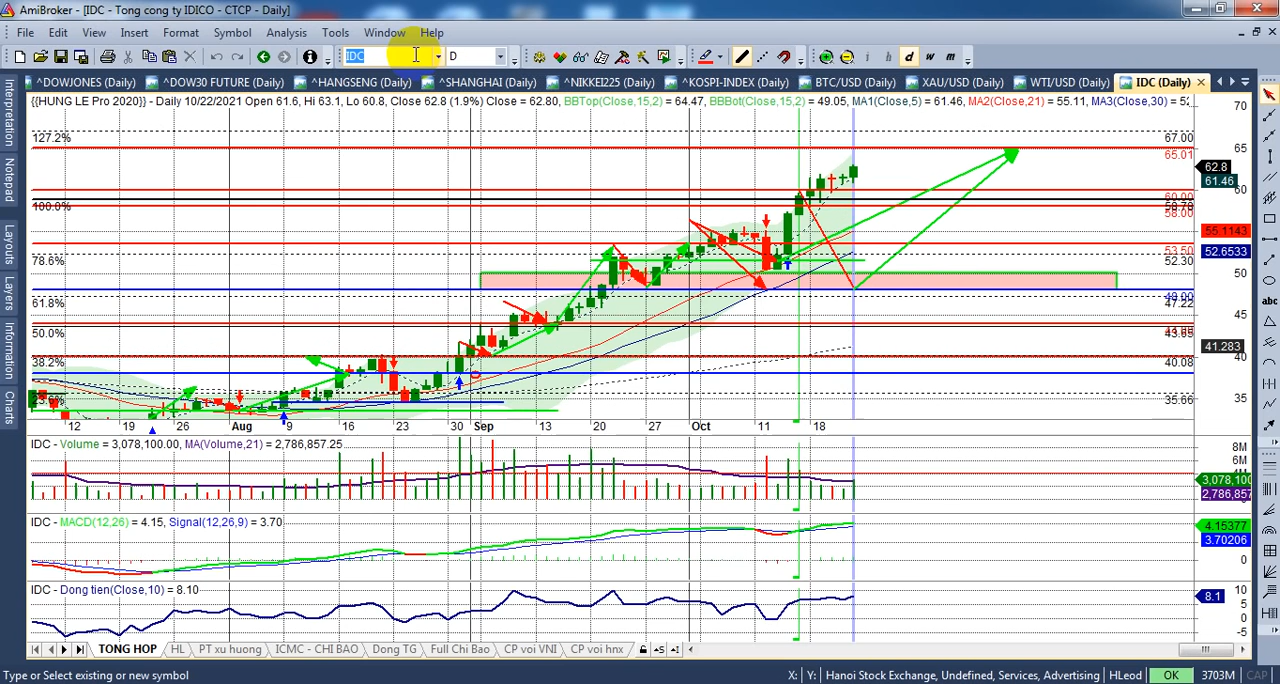 AmiBroker - [IDC - Tong cong ty IDICO - CTCP - Daily]
File Edit View Insert Format Symbol Analysis Tools Window Help
IDC D i d w m
^DOWJONES (Daily) ^DOW30 FUTURE (Daily) ^HANGSENG (Daily) ^SHANGHAI (Daily) ^NIKKEI225 (Daily) ^KOSPI-INDEX (Daily) BTC/USD (Daily) XAU/USD (Daily) WTI/USD (Daily) IDC (Daily)
{{HUNG LE Pro 2020}} - Daily 10/22/2021 Open 61.6, Hi 63.1, Lo 60.8, Close 62.8 (1.9%) Close = 62.80, BBTop(Close,15,2) = 64.47, BBBot(Close,15,2) = 49.05, MA1(Close,5) = 61.46, MA2(Close,21) = 55.11, MA3(Close,30) = 52
Interpretation
Notepad
Layouts
Layers
Information
Charts
70
127.2% 67.00
65
65.01
62.8
61.46
60
60.00
100.0%
58.00
55.1143
53.50
52.6533
78.6% 52.30
50
61.8%
47.22
45
50.0%
41.283
38.2% 40
40.08
35.66
35
12 19 26 Aug 9 16 23 30 Sep 13 20 27 Oct 11 18
IDC - Volume = 3,078,100.00, MA(Volume,21) = 2,786,857.25
8M
6M
3,078,100
2,786,857
IDC - MACD(12,26) = 4.15, Signal(12,26,9) = 3.70
4.15377
3.70206
0
IDC - Dong tien(Close,10) = 8.10
10
8.1
5
0
-5
TONG HOP HL PT xu huong ICMC - CHI BAO Dong TG Full Chi Bao CP voi VNI CP voi hnx
abc
Type or Select existing or new symbol X: Y: Hanoi Stock Exchange, Undefined, Services, Advertising HLeod OK 3703M CAP